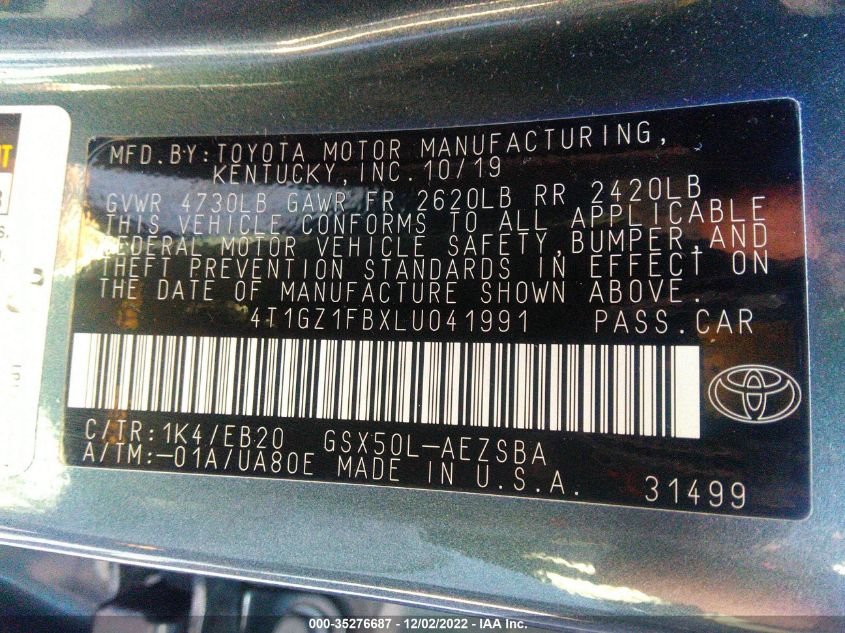 MFD.BY:TOYOTA MOTOR MANUFACTURING,
KENTUCKY,INC.10/19
GVWR 4730LB GAWR FR 2620LB RR 2420LB
THIS VEHICLE CONFORMS TO ALL APPLICABLE
FEDERAL MOTOR VEHICLE SAFETY,BUMPER,AND
THEFT PREVENTION STANDARDS IN EFFECT ON
THE DATE OF MANUFACTURE SHOWN ABOVE.
4T1GZ1FBXLU041991 PASS.CAR
C/TR:1K4/EB20 GSX50L-AEZSBA
A/TM:-01A/UA80E MADE IN U.S.A. 31499
000-35276687 - 12/02/2022 - IAA Inc.